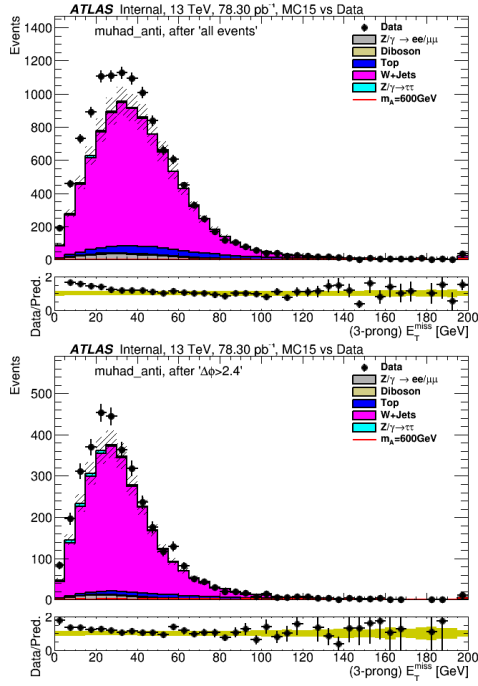 ATLAS Internal, 13 TeV, 78.30 pb⁻¹, MC15 vs Data
Events
1400
1200
1000
800
600
400
200
0
muhad_anti, after 'all events'
Data
Z/γ → ee/μμ
Diboson
Top
W+Jets
Z/γ→ττ
m_A=600GeV
Data/Pred.
2
1
0
0 20 40 60 80 100 120 140 160 180 200
(3-prong) E_T^miss [GeV]
ATLAS Internal, 13 TeV, 78.30 pb⁻¹, MC15 vs Data
Events
500
400
300
200
100
0
muhad_anti, after 'Δϕ>2.4'
Data
Z/γ → ee/μμ
Diboson
Top
W+Jets
Z/γ→ττ
m_A=600GeV
Data/Pred.
2
1
0
0 20 40 60 80 100 120 140 160 180 200
(3-prong) E_T^miss [GeV]